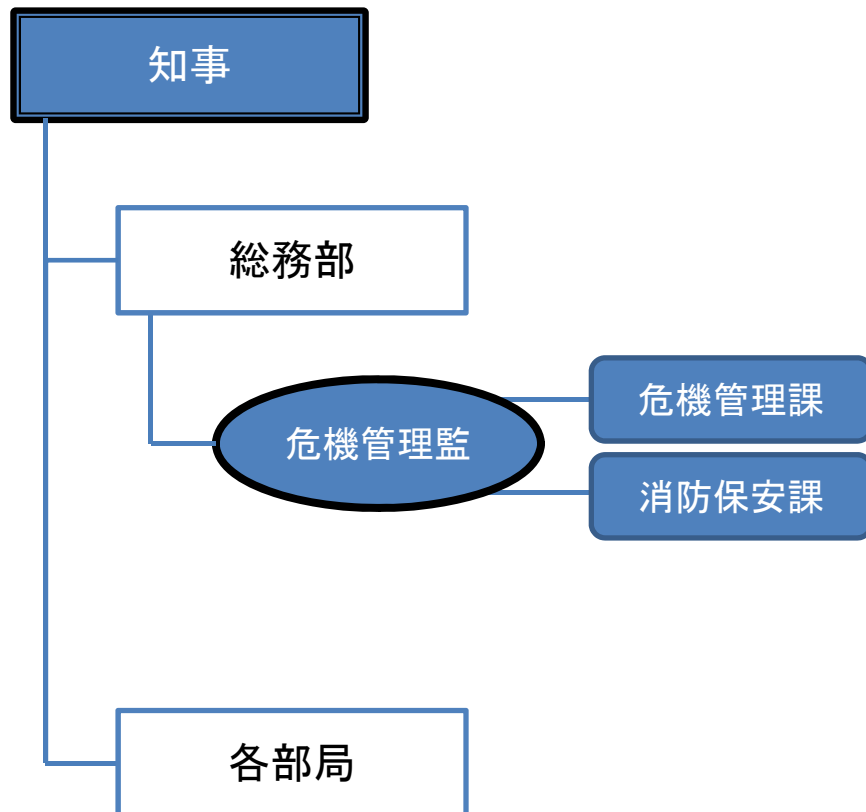 知事
総務部
危機管理監
危機管理課
消防保安課
各部局